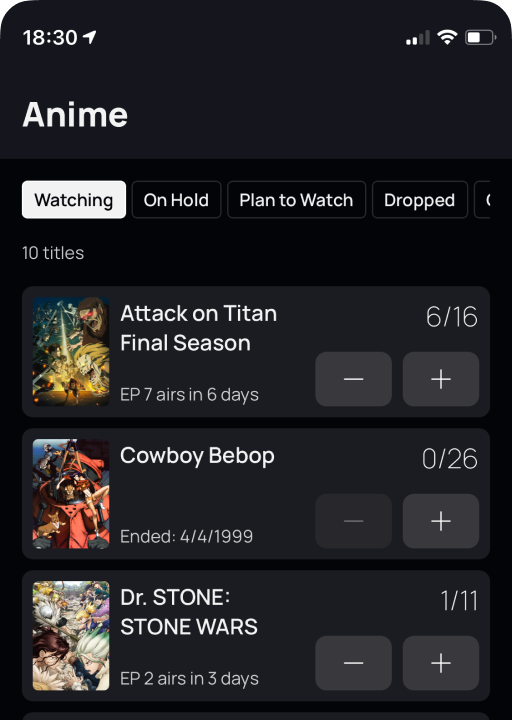 18:30
Anime
Watching
On Hold
Plan to Watch
Dropped
10 titles
Attack on Titan
Final Season
6/16
EP 7 airs in 6 days
Cowboy Bebop
0/26
Ended: 4/4/1999
Dr. STONE:
STONE WARS
1/11
EP 2 airs in 3 days